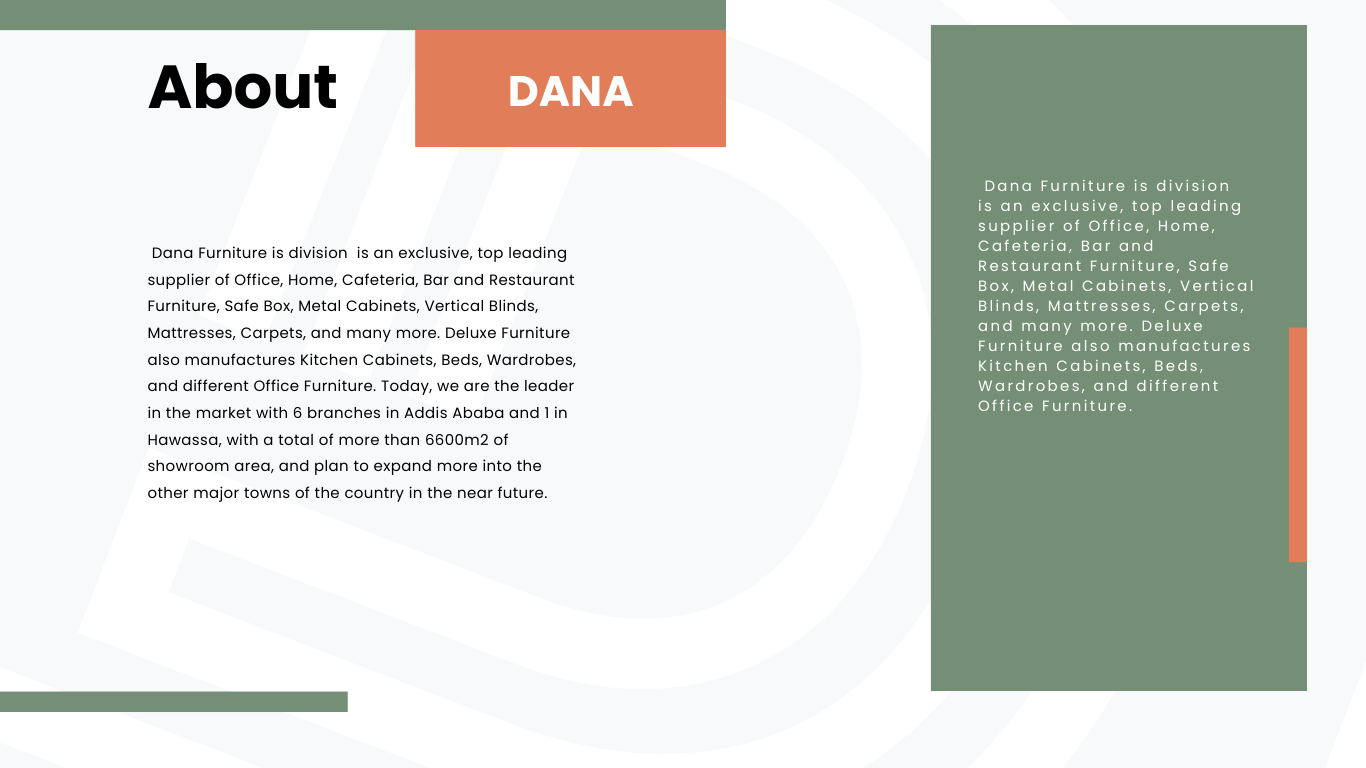 About
DANA
Dana Furniture is division  is an exclusive, top leading
supplier of Office, Home, Cafeteria, Bar and Restaurant
Furniture, Safe Box, Metal Cabinets, Vertical Blinds,
Mattresses, Carpets, and many more. Deluxe Furniture
also manufactures Kitchen Cabinets, Beds, Wardrobes,
and different Office Furniture. Today, we are the leader
in the market with 6 branches in Addis Ababa and 1 in
Hawassa, with a total of more than 6600m2 of
showroom area, and plan to expand more into the
other major towns of the country in the near future.
Dana Furniture is division
is an exclusive, top leading
supplier of Office, Home,
Cafeteria, Bar and
Restaurant Furniture, Safe
Box, Metal Cabinets, Vertical
Blinds, Mattresses, Carpets,
and many more. Deluxe
Furniture also manufactures
Kitchen Cabinets, Beds,
Wardrobes, and different
Office Furniture.